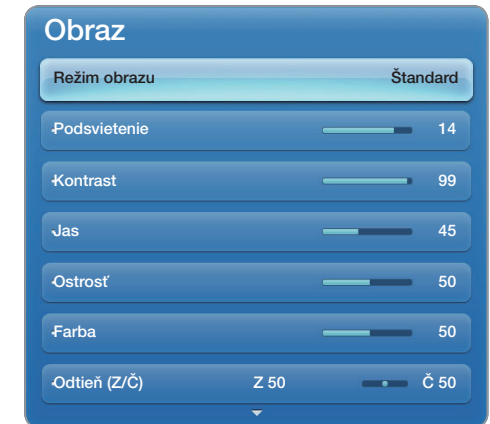 Obraz
Režim obrazu Štandard
·Podsvietenie 14
·Kontrast 99
·Jas 45
·Ostrosť 50
·Farba 50
·Odtieň (Z/Č) Z 50 Č 50